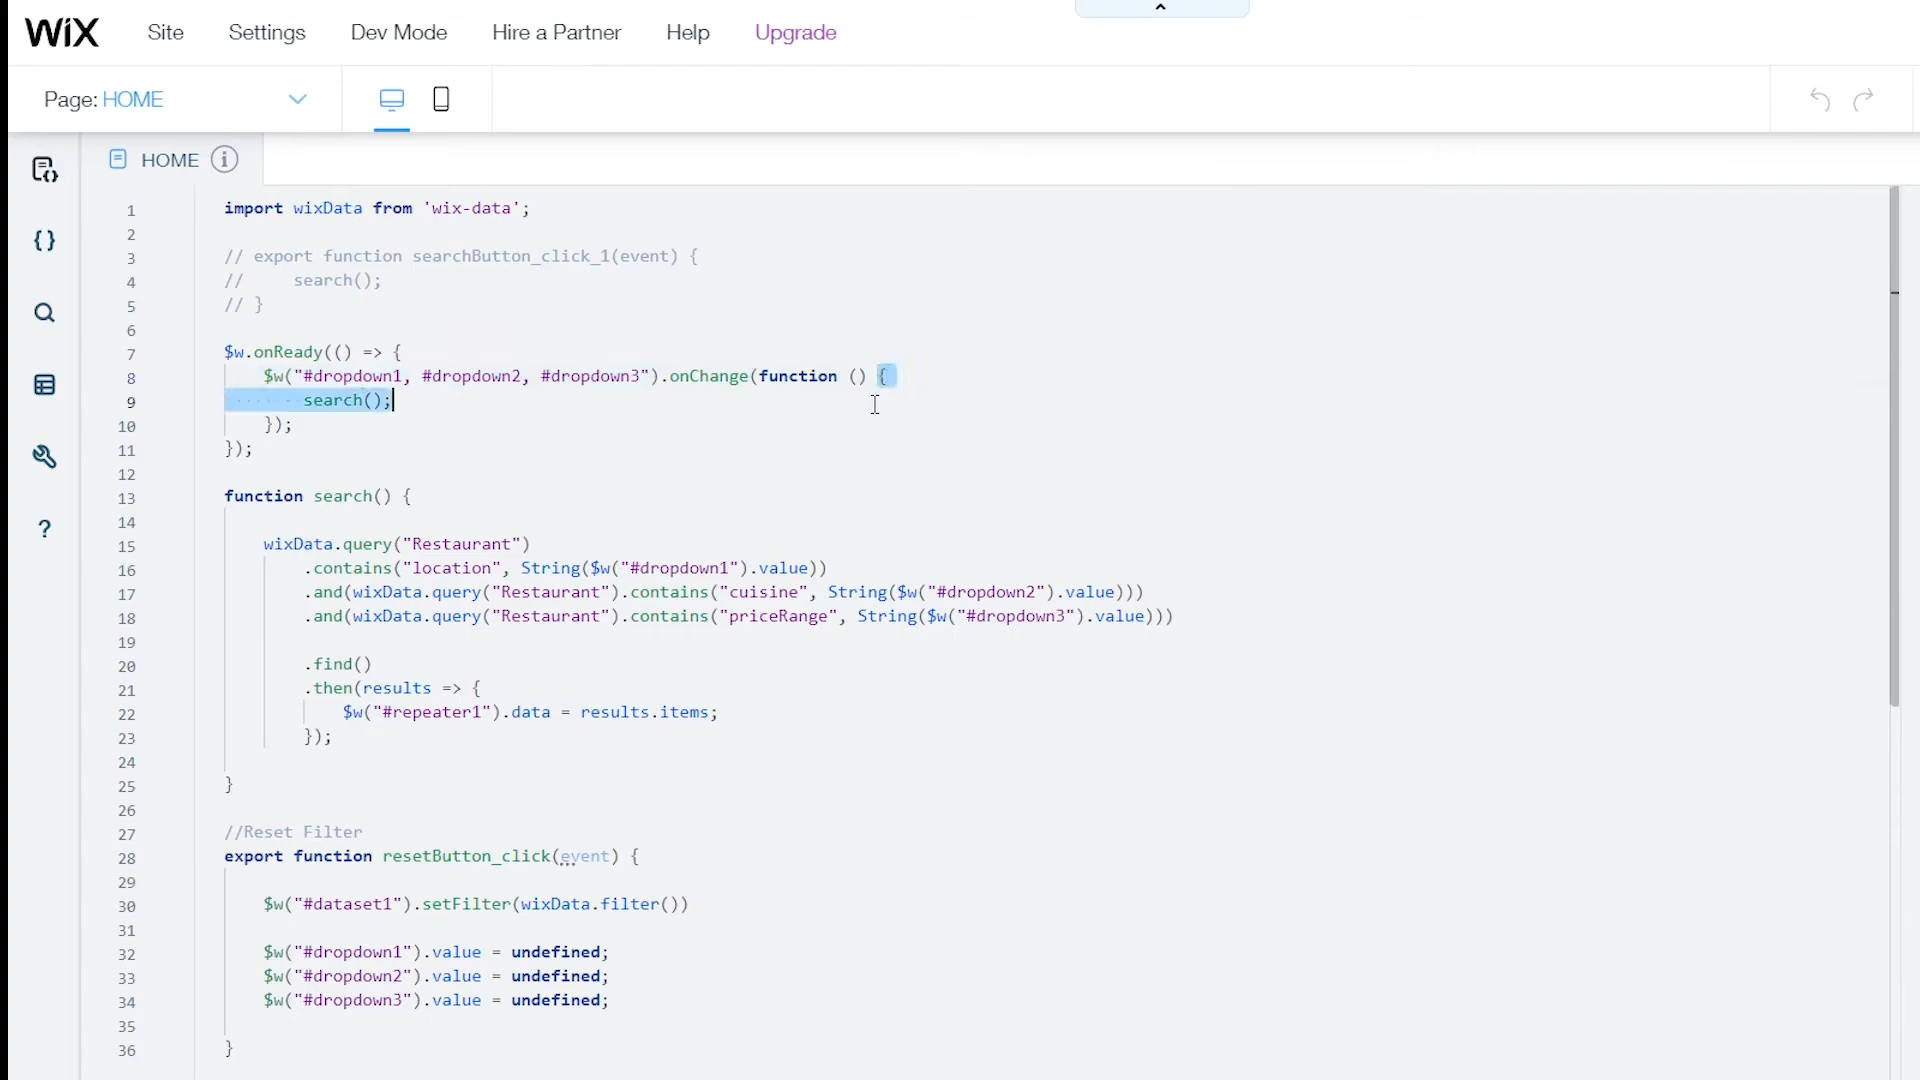 WiX Site Settings Dev Mode Hire a Partner Help Upgrade
Page: HOME
HOME
1 import wixData from 'wix-data';
2
3 // export function searchButton_click_1(event) {
4 //     search();
5 // }
6
7 $w.onReady(() => {
8     $w("#dropdown1, #dropdown2, #dropdown3").onChange(function () {
9         search();
10     });
11 });
12
13 function search() {
14
15     wixData.query("Restaurant")
16         .contains("location", String($w("#dropdown1").value))
17         .and(wixData.query("Restaurant").contains("cuisine", String($w("#dropdown2").value)))
18         .and(wixData.query("Restaurant").contains("priceRange", String($w("#dropdown3").value)))
19
20         .find()
21         .then(results => {
22             $w("#repeater1").data = results.items;
23         });
24
25 }
26
27 //Reset Filter
28 export function resetButton_click(event) {
29
30     $w("#dataset1").setFilter(wixData.filter())
31
32     $w("#dropdown1").value = undefined;
33     $w("#dropdown2").value = undefined;
34     $w("#dropdown3").value = undefined;
35
36 }